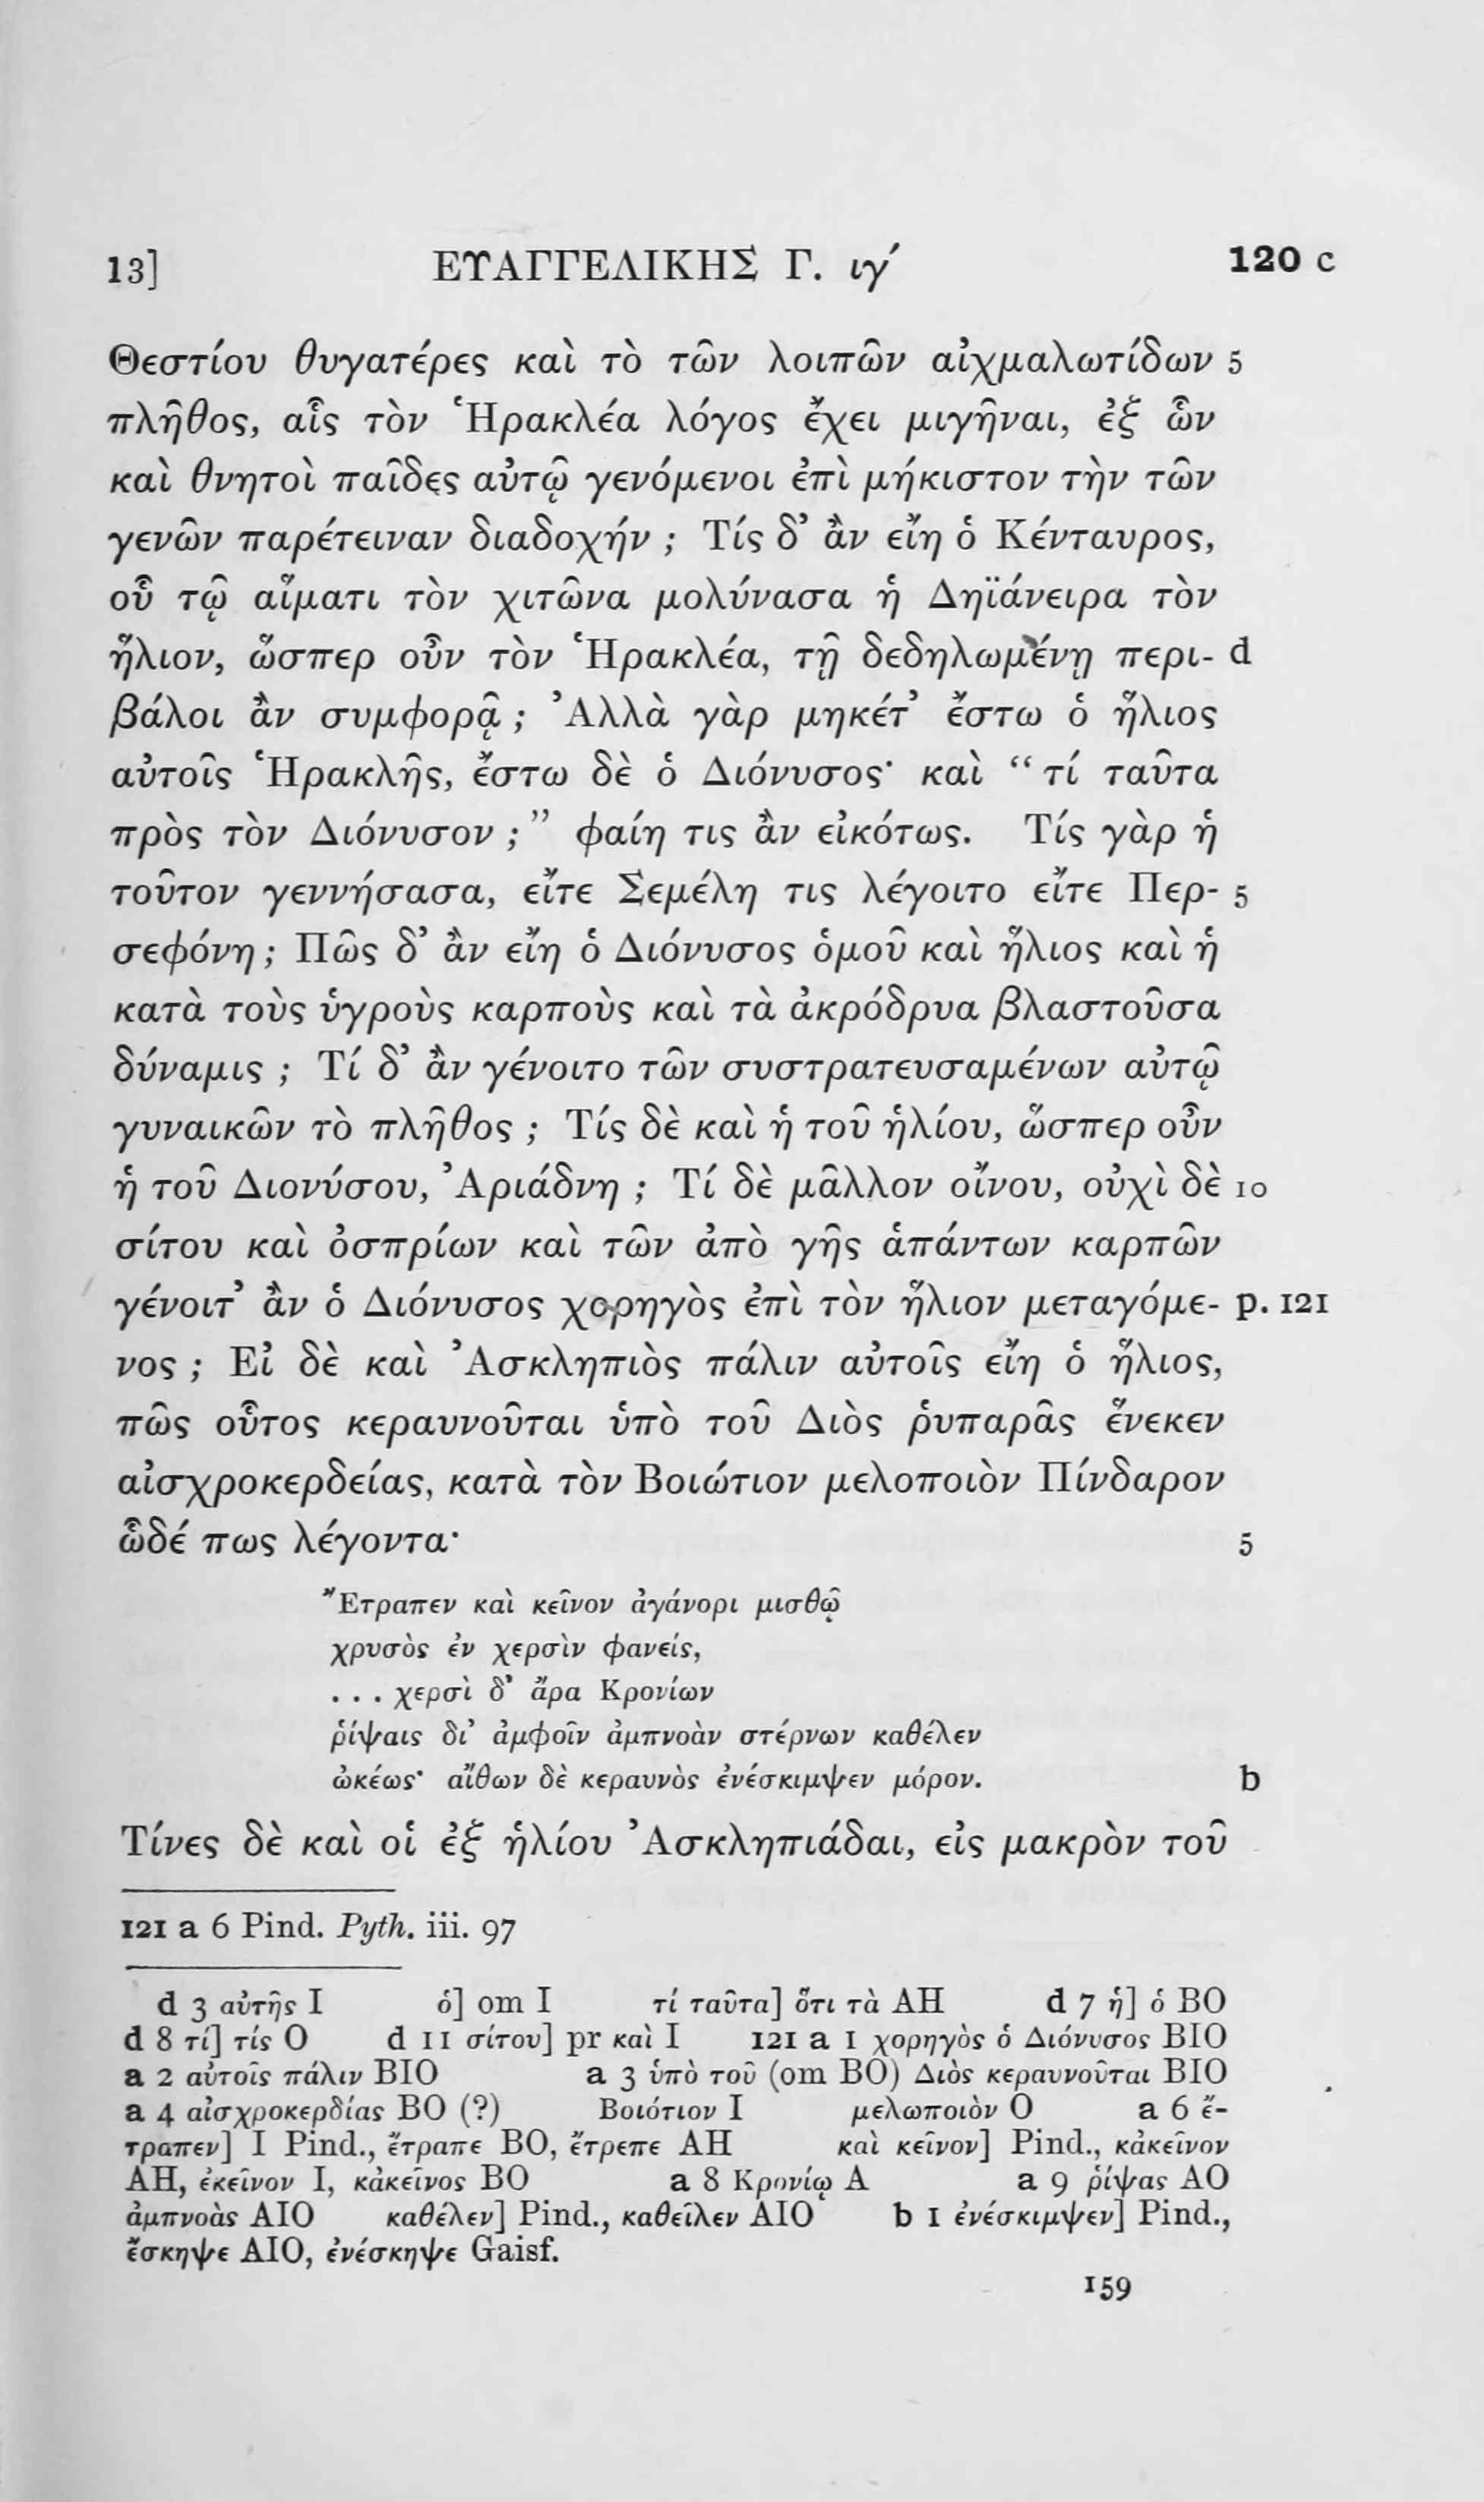 13] ΕΥΑΓΓΕΛΙΚΗΣ Γ. ιγ′ 120 c
Θεστίου θυγατέρες καὶ τὸ τῶν λοιπῶν αἰχμαλωτίδων 5
πλῆθος, αἷς τὸν Ἡρακλέα λόγος ἔχει μιγῆναι, ἐξ ὧν
καὶ θνητοὶ παῖδες αὐτῷ γενόμενοι ἐπὶ μήκιστον τὴν τῶν
γενῶν παρέτειναν διαδοχήν ; Τίς δ’ ἂν εἴη ὁ Κένταυρος,
οὗ τῷ αἵματι τὸν χιτῶνα μολύνασα ἡ Δηϊάνειρα τὸν
ἥλιον, ὥσπερ οὖν τὸν Ἡρακλέα, τῇ δεδηλωμένῃ περι- d
βάλοι ἂν συμφορᾷ ; Ἀλλὰ γὰρ μηκέτ’ ἔστω ὁ ἥλιος
αὐτοῖς Ἡρακλῆς, ἔστω δὲ ὁ Διόνυσος· καὶ “ τί ταῦτα
πρὸς τὸν Διόνυσον ; ” φαίη τις ἂν εἰκότως. Τίς γὰρ ἡ
τοῦτον γεννήσασα, εἴτε Σεμέλη τις λέγοιτο εἴτε Περ- 5
σεφόνη ; Πῶς δ’ ἂν εἴη ὁ Διόνυσος ὁμοῦ καὶ ἥλιος καὶ ἡ
κατὰ τοὺς ὑγροὺς καρποὺς καὶ τὰ ἀκρόδρυα βλαστοῦσα
δύναμις ; Τί δ’ ἂν γένοιτο τῶν συστρατευσαμένων αὐτῷ
γυναικῶν τὸ πλῆθος ; Τίς δὲ καὶ ἡ τοῦ ἡλίου, ὥσπερ οὖν
ἡ τοῦ Διονύσου, Ἀριάδνη ; Τί δὲ μᾶλλον οἴνου, οὐχὶ δὲ 10
σίτου καὶ ὀσπρίων καὶ τῶν ἀπὸ γῆς ἁπάντων καρπῶν
γένοιτ’ ἂν ὁ Διόνυσος χορηγὸς ἐπὶ τὸν ἥλιον μεταγόμε- p. 121
νος ; Εἰ δὲ καὶ Ἀσκληπιὸς πάλιν αὐτοῖς εἴη ὁ ἥλιος,
πῶς οὗτος κεραυνοῦται ὑπὸ τοῦ Διὸς ῥυπαρᾶς ἕνεκεν
αἰσχροκερδείας, κατὰ τὸν Βοιώτιον μελοποιὸν Πίνδαρον
ὧδέ πως λέγοντα· 5
Ἔτραπεν καὶ κεῖνον ἀγάνορι μισθῷ
χρυσὸς ἐν χερσὶν φανείς,
. . . χερσὶ δ’ ἄρα Κρονίων
ῥίψαις δι’ ἀμφοῖν ἀμπνοὰν στέρνων καθέλεν
ὠκέως· αἴθων δὲ κεραυνὸς ἐνέσκιμψεν μόρον. b
Τίνες δὲ καὶ οἱ ἐξ ἡλίου Ἀσκληπιάδαι, εἰς μακρὸν τοῦ
121 a 6 Pind. Pyth. iii. 97
d 3 αὐτῆς I ὁ] om I τί ταῦτα] ὅτι τὰ AH d 7 ἡ] ὁ BO
d 8 τί] τίς O d 11 σίτου] pr καὶ I 121 a 1 χορηγὸς ὁ Διόνυσος BIO
a 2 αὐτοῖς πάλιν BIO a 3 ὑπὸ τοῦ (om BO) Διὸς κεραυνοῦται BIO
a 4 αἰσχροκερδίας BO (?) Βοιότιον I μελωποιὸν O a 6 ἔ-
τραπεν] I Pind., ἔτραπε BO, ἔτρεπε AH καὶ κεῖνον] Pind., κἀκεῖνον
AH, ἐκεῖνον I, κἀκεῖνος BO a 8 Κρονίῳ A a 9 ῥίψας AO
ἀμπνοὰς AIO καθέλεν] Pind., καθεῖλεν AIO b 1 ἐνέσκιμψεν] Pind.,
ἔσκηψε AIO, ἐνέσκηψε Gaisf.
159